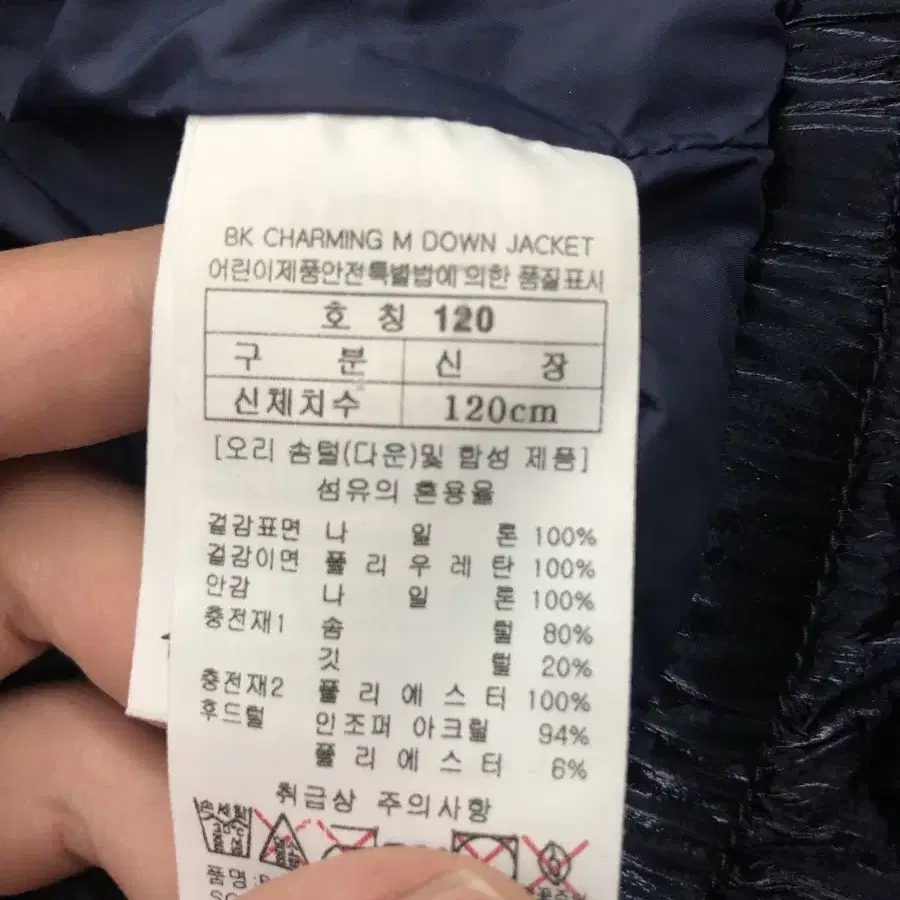 BK CHARMING M DOWN JACKET
어린이제품안전특별법에 의한 품질표시
호 칭 120
구 분 신 장
신체치수 120cm
[오리 솜털(다운)및 합성 제품]
섬유의 혼용율
겉감표면 나 일 론 100%
겉감이면 폴 리 우 레 탄 100%
안감 나 일 론 100%
충전재1 솜 털 80%
깃 털 20%
충전재2 폴 리 에 스 터 100%
후드털 인조퍼 아크릴 94%
폴 리 에 스 터 6%
취급상 주의사항
손세탁
품명: